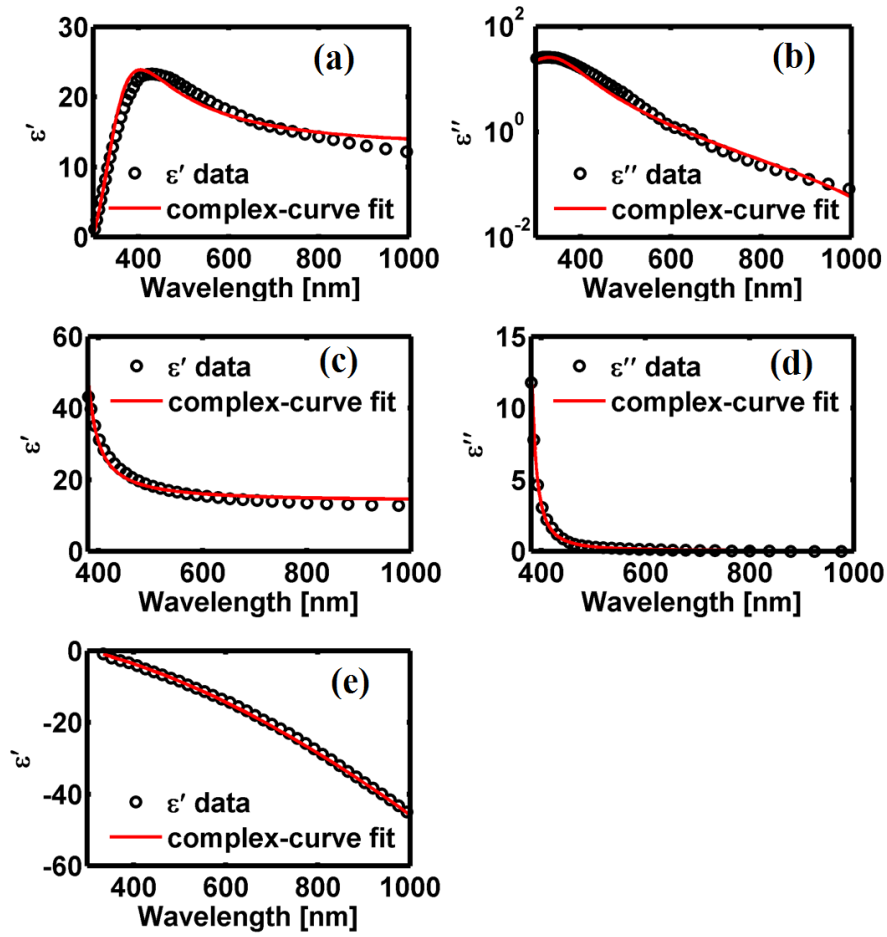 (a)
30
20
10
0
ε′
ε′ data
complex-curve fit
400 600 800 1000
Wavelength [nm]
(b)
10²
10⁰
10⁻²
ε′′
ε′′ data
complex-curve fit
400 600 800 1000
Wavelength [nm]
(c)
60
40
20
0
ε′
ε′ data
complex-curve fit
400 600 800 1000
Wavelength [nm]
(d)
15
10
5
0
ε′′
ε′′ data
complex-curve fit
400 600 800 1000
Wavelength [nm]
(e)
0
-20
-40
-60
ε′
ε′ data
complex-curve fit
400 600 800 1000
Wavelength [nm]